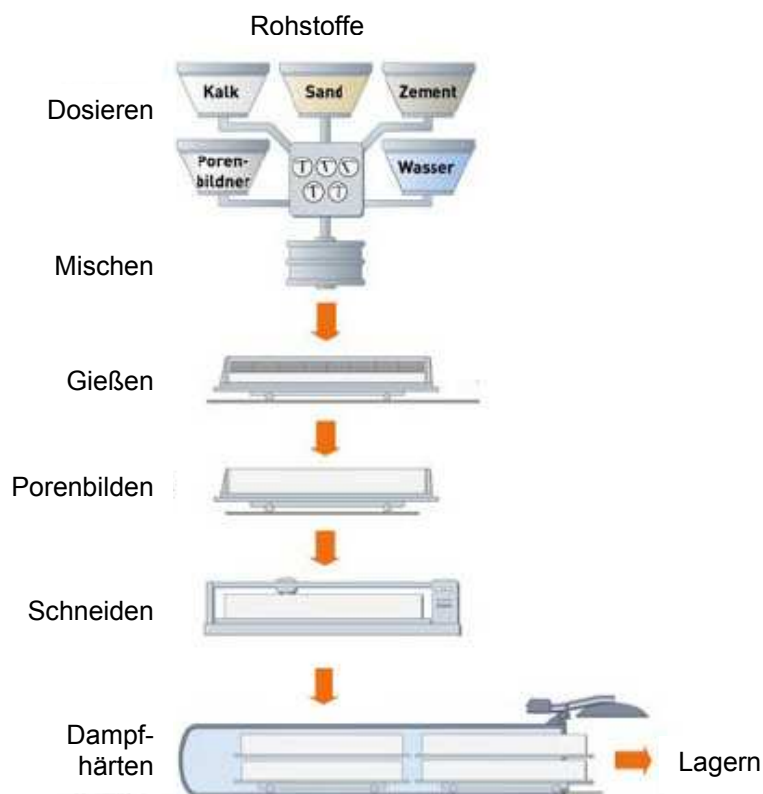 Rohstoffe
Kalk
Sand
Zement
Dosieren
Poren-
bildner
Wasser
Mischen
Gießen
Porenbilden
Schneiden
Dampf-
härten
Lagern